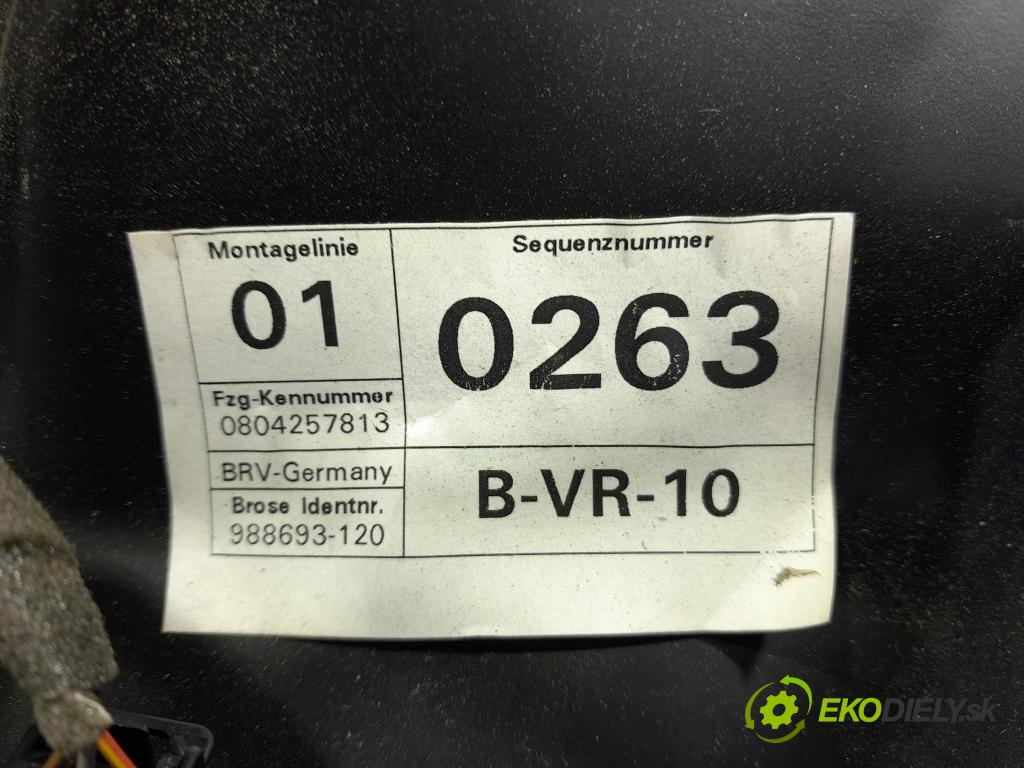 Montagelinie
01
Sequenznummer
0263
Fzg-Kennummer
0804257813
BRV-Germany
Brose Identnr.
988693-120
B-VR-10
EKODIELY.sk